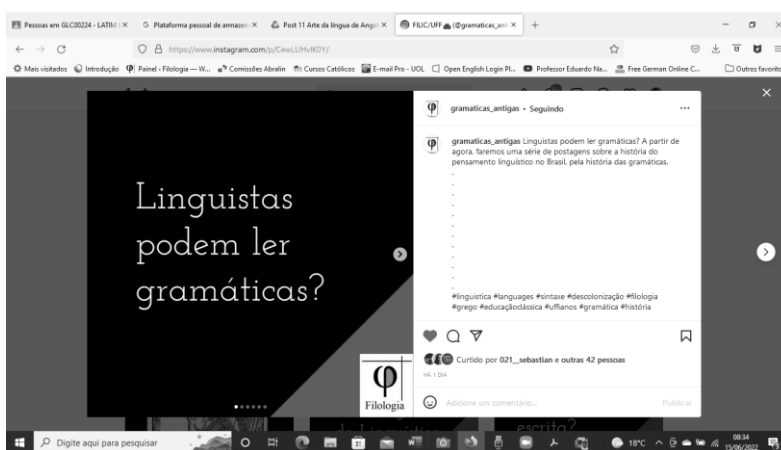 Pessoas em GLC00224 - LATIM I
Plataforma pessoal de armazen
Post 11 Arte da língua de Ango
FILIC/UFF
(@gramaticas_ant
https://www.instagram.com/p/CewLUHvlK0Y/
Mais visitados
Introdução
Painel ‹ Filologia — W...
Comissões Abralin
Cursos Católicos
E-mail Pro - UOL
Open English Login Pl...
Professor Eduardo Na...
Free German Online C...
Outros favorito
gramaticas_antigas • Seguindo
gramaticas_antigas Linguistas podem ler gramáticas? A partir de
agora, faremos uma série de postagens sobre a história do
pensamento linguístico no Brasil, pela história das gramáticas.
.
.
.
.
.
.
.
.
.
.
#linguistica #languages #sintaxe #descolonização #filologia
#grego #educaçãoclássica #uffianos #gramática #história
Linguistas
podem ler
gramáticas?
φ
Filologia
Curtido por 021__sebastian e outras 42 pessoas
HÁ 1 DIA
Adicione um comentário...
Publicar
escrita?
Digite aqui para pesquisar
18°C
08:34
15/06/2022